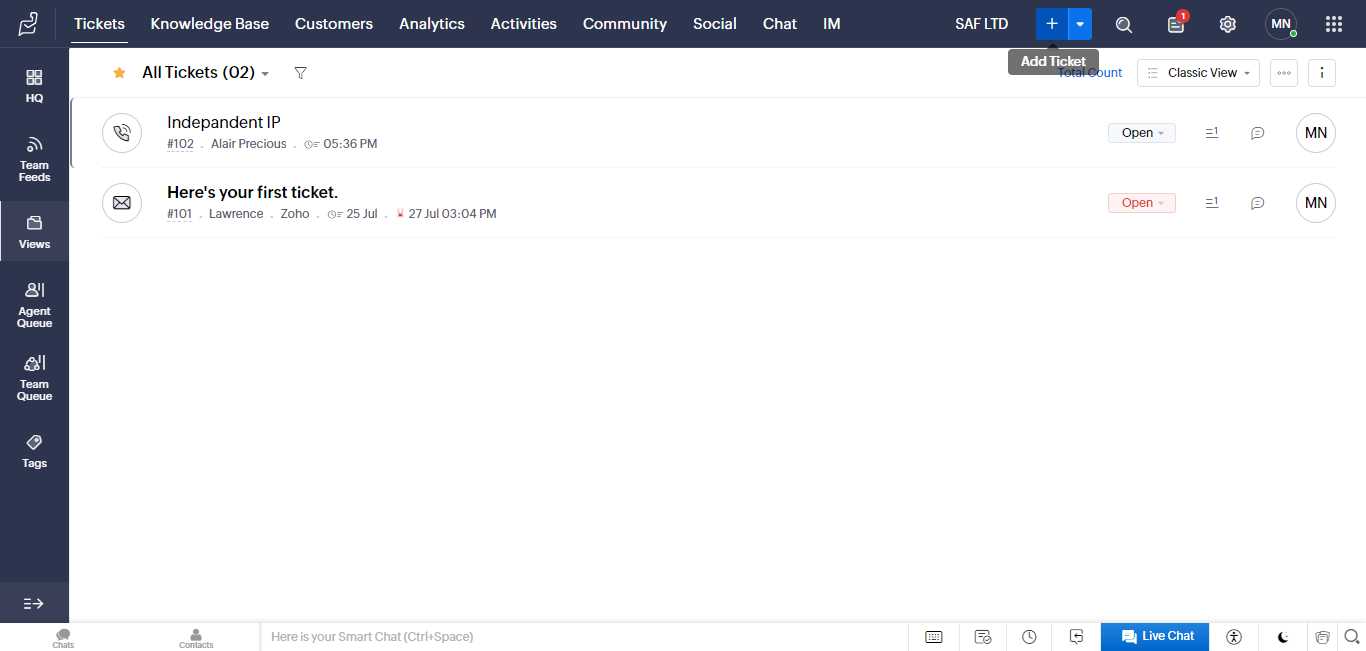 Tickets Knowledge Base Customers Analytics Activities Community Social Chat IM SAF LTD 1 MN
Add Ticket
HQ
Team Feeds
Views
Agent Queue
Team Queue
Tags
All Tickets (02) Total Count Classic View
Independant IP
#102 . Alair Precious . 05:36 PM
Open 1 MN
Here's your first ticket.
#101 . Lawrence . Zoho . 25 Jul . 27 Jul 03:04 PM
Open 1 MN
Chats Contacts Here is your Smart Chat (Ctrl+Space) Live Chat